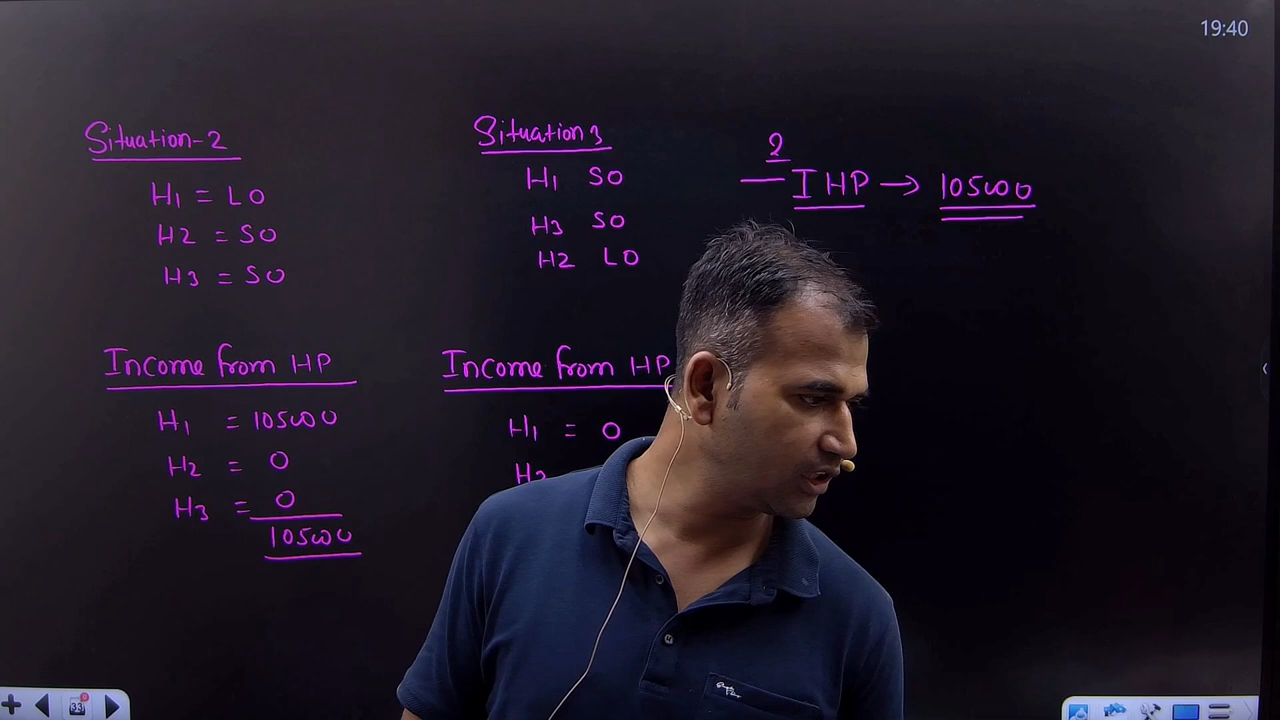 19:40
Situation-2
H1 = LO
H2 = SO
H3 = SO
Income from HP
H1 = 105000
H2 = 0
H3 = 0
105000
Situation 3
H1 SO
H3 SO
H2 LO
Income from HP
H1 = 0
2
— IHP → 105000
33